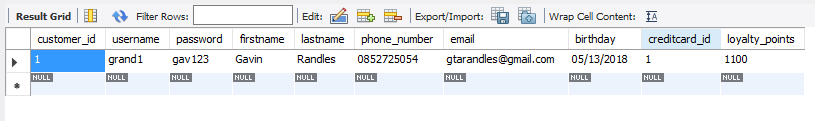 Result Grid Filter Rows: Edit: Export/Import: Wrap Cell Content: IA
customer_id username password firstname lastname phone_number email birthday creditcard_id loyalty_points
1 grand1 gav123 Gavin Randles 0852725054 gtarandles@gmail.com 05/13/2018 1 1100
NULL NULL NULL NULL NULL NULL NULL NULL NULL NULL